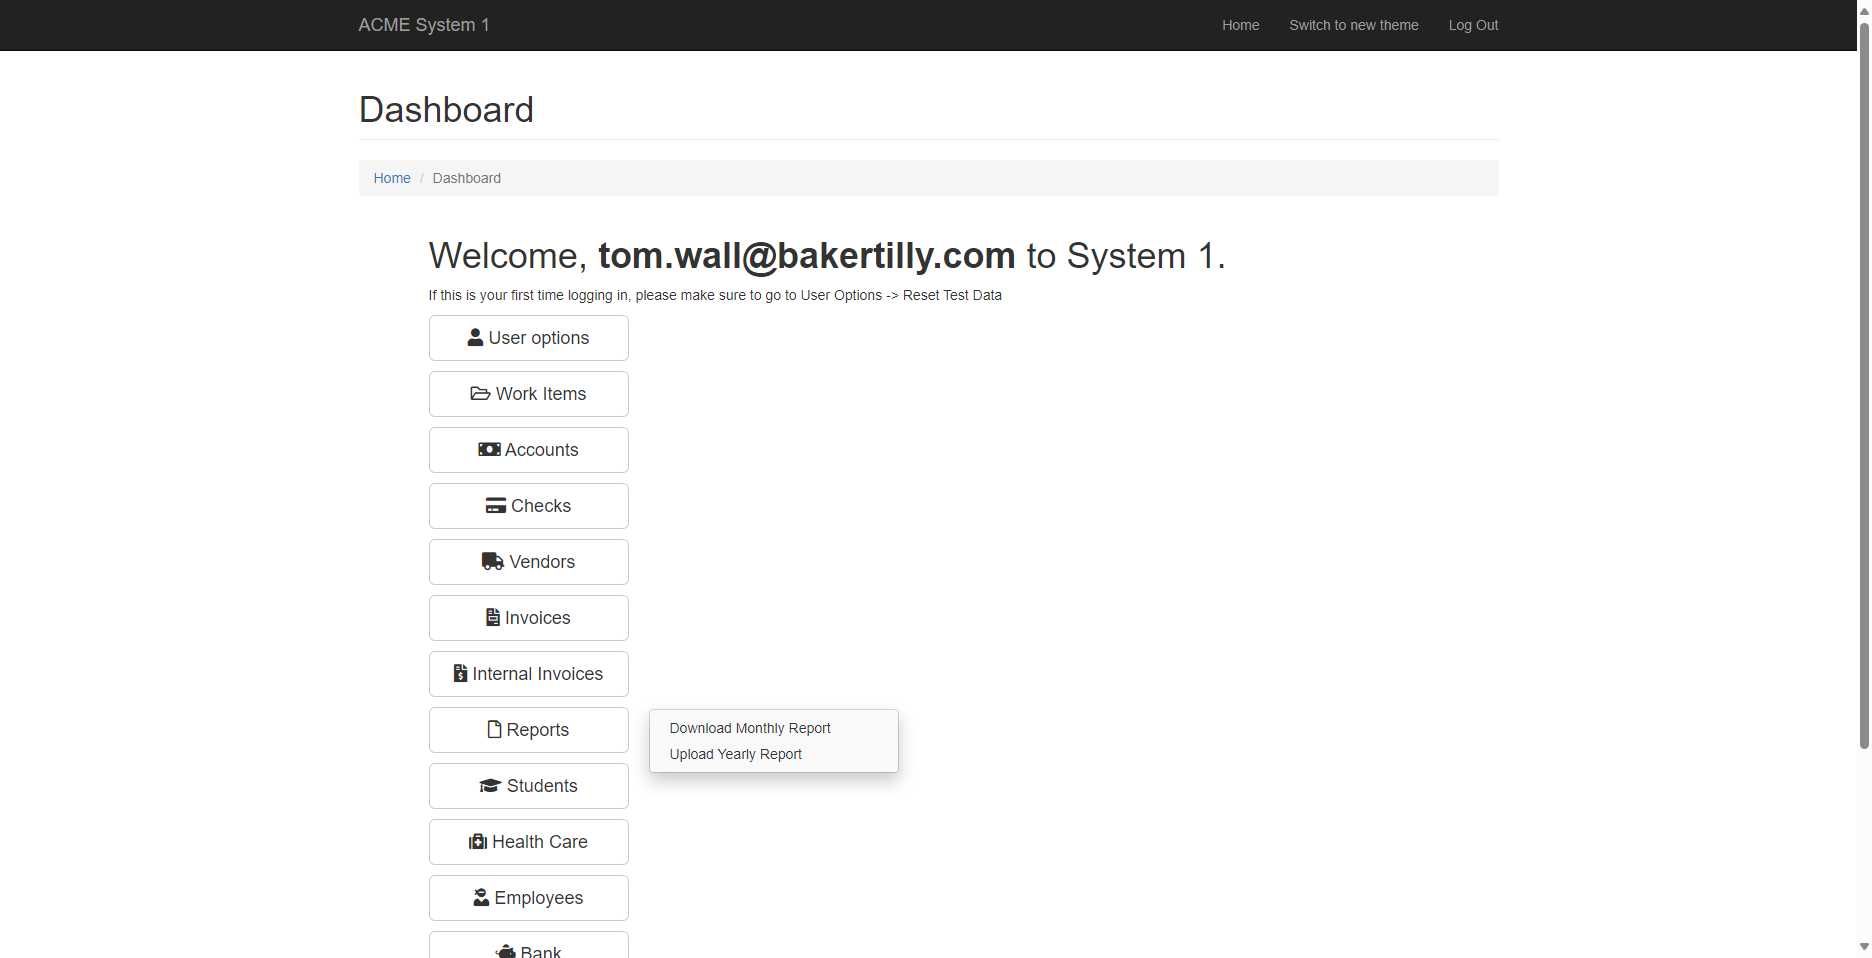 ACME System 1
Home
Switch to new theme
Log Out
Dashboard
Home / Dashboard
Welcome, tom.wall@bakertilly.com to System 1.
If this is your first time logging in, please make sure to go to User Options -> Reset Test Data
User options
Work Items
Accounts
Checks
Vendors
Invoices
Internal Invoices
Reports
Download Monthly Report
Upload Yearly Report
Students
Health Care
Employees
Bank